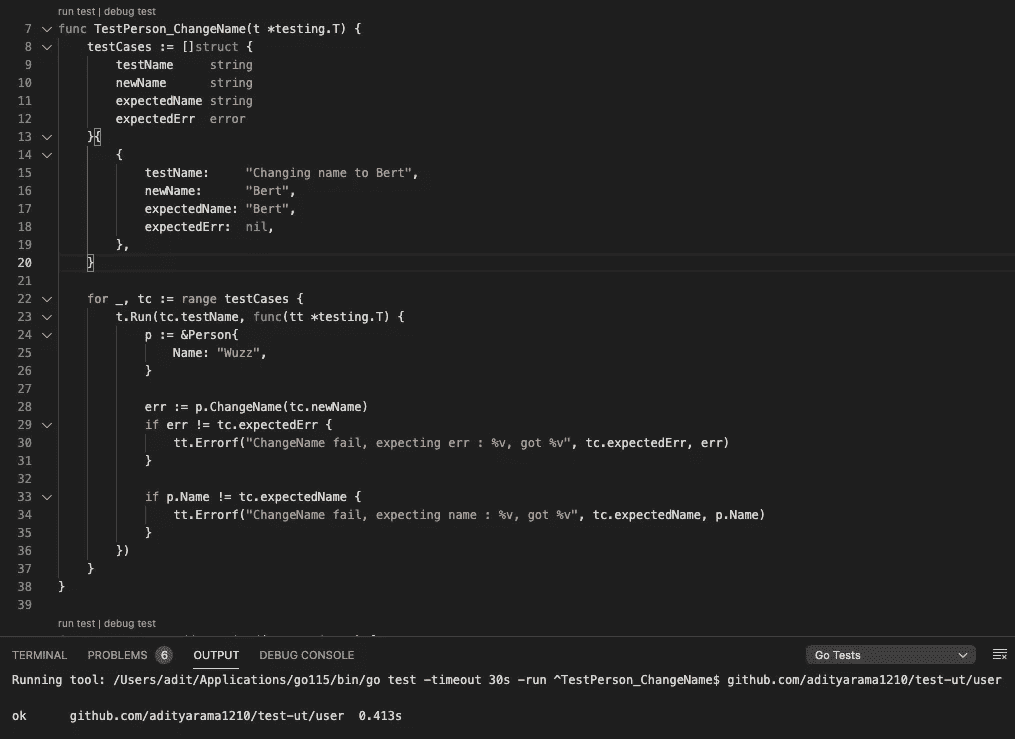 run test | debug test
7 func TestPerson_ChangeName(t *testing.T) {
8 testCases := []struct {
9 testName string
10 newName string
11 expectedName string
12 expectedErr error
13 }{
14 {
15 testName: "Changing name to Bert",
16 newName: "Bert",
17 expectedName: "Bert",
18 expectedErr: nil,
19 },
20 }
21
22 for _, tc := range testCases {
23 t.Run(tc.testName, func(tt *testing.T) {
24 p := &Person{
25 Name: "Wuzz",
26 }
27
28 err := p.ChangeName(tc.newName)
29 if err != tc.expectedErr {
30 tt.Errorf("ChangeName fail, expecting err : %v, got %v", tc.expectedErr, err)
31 }
32
33 if p.Name != tc.expectedName {
34 tt.Errorf("ChangeName fail, expecting name : %v, got %v", tc.expectedName, p.Name)
35 }
36 })
37 }
38 }
39
run test | debug test
TERMINAL PROBLEMS 6 OUTPUT DEBUG CONSOLE Go Tests
Running tool: /Users/adit/Applications/go115/bin/go test -timeout 30s -run ^TestPerson_ChangeName$ github.com/adityarama1210/test-ut/user
ok github.com/adityarama1210/test-ut/user 0.413s